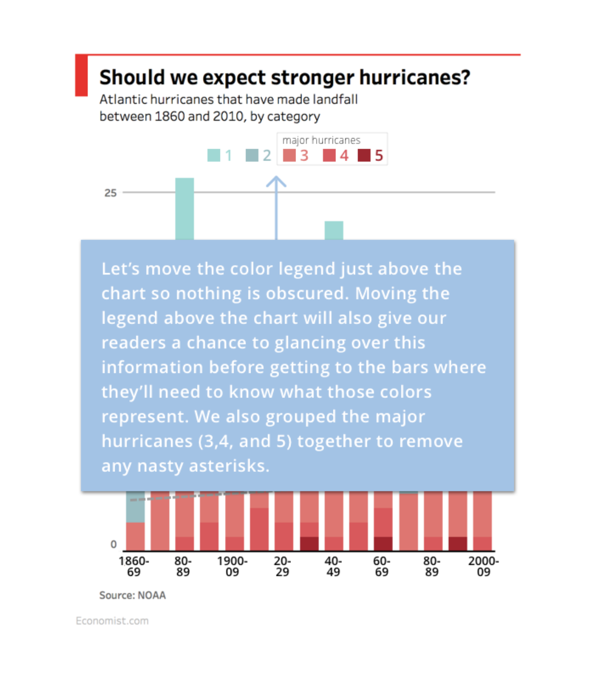 Should we expect stronger hurricanes?
Atlantic hurricanes that have made landfall
between 1860 and 2010, by category
major hurricanes
1 2 3 4 5
25
Let's move the color legend just above the
chart so nothing is obscured. Moving the
legend above the chart will also give our
readers a chance to glancing over this
information before getting to the bars where
they'll need to know what those colors
represent. We also grouped the major
hurricanes (3,4, and 5) together to remove
any nasty asterisks.
0
1860- 80- 1900- 20- 40- 60- 80- 2000-
69 89 09 29 49 69 89 09
Source: NOAA
Economist.com